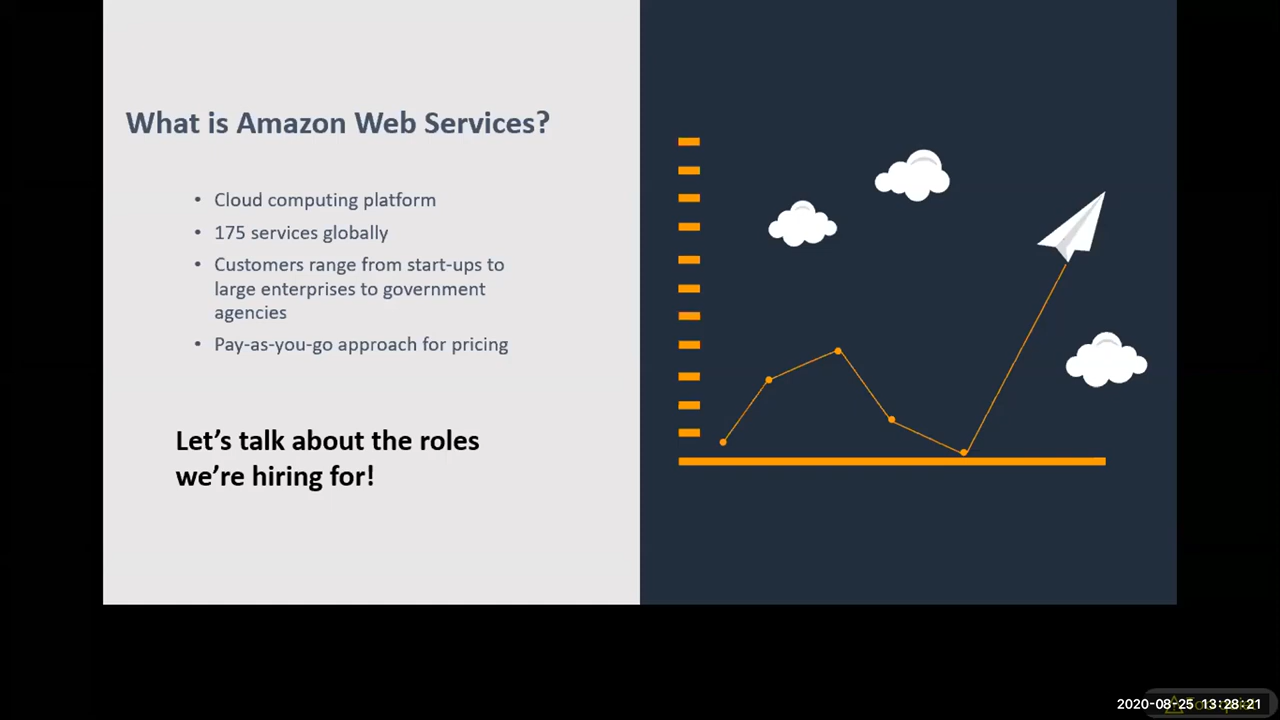 What is Amazon Web Services?
• Cloud computing platform
• 175 services globally
• Customers range from start-ups to
large enterprises to government
agencies
• Pay-as-you-go approach for pricing
Let's talk about the roles
we're hiring for!
2020-08-25 13:28:21